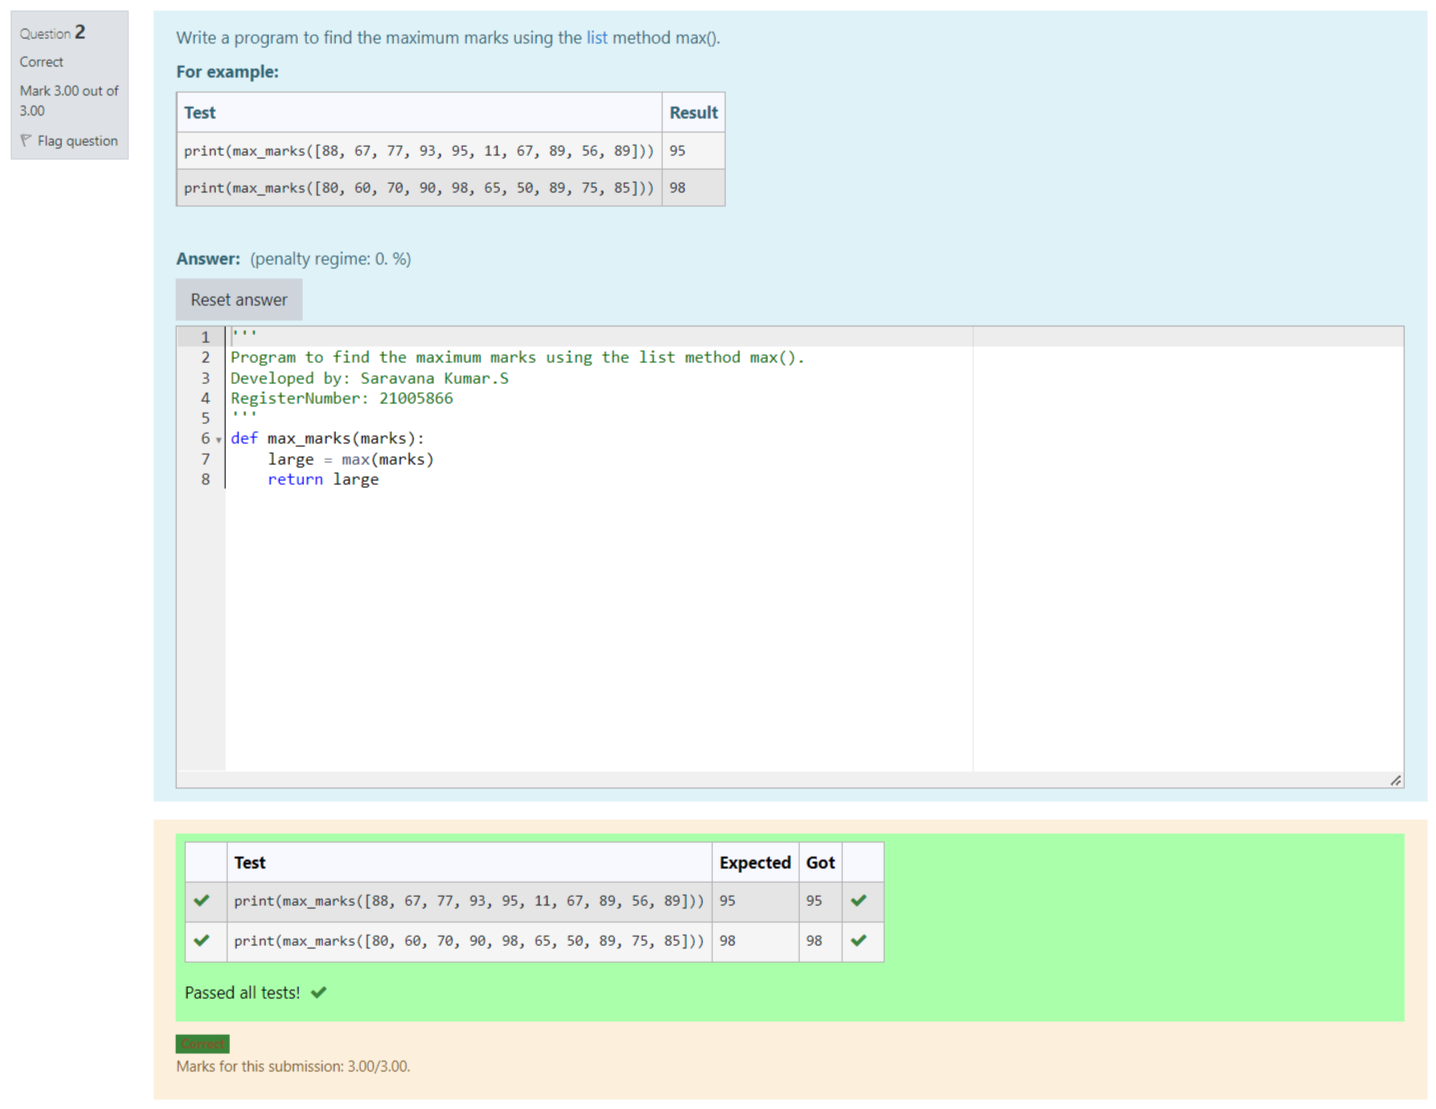 Question 2
Correct
Mark 3.00 out of
3.00
Flag question
Write a program to find the maximum marks using the list method max().
For example:
Test Result
print(max_marks([88, 67, 77, 93, 95, 11, 67, 89, 56, 89])) 95
print(max_marks([80, 60, 70, 90, 98, 65, 50, 89, 75, 85])) 98
Answer: (penalty regime: 0. %)
Reset answer
1 '''
2 Program to find the maximum marks using the list method max().
3 Developed by: Saravana Kumar.S
4 RegisterNumber: 21005866
5 '''
6 def max_marks(marks):
7     large = max(marks)
8     return large
Test Expected Got
print(max_marks([88, 67, 77, 93, 95, 11, 67, 89, 56, 89])) 95 95
print(max_marks([80, 60, 70, 90, 98, 65, 50, 89, 75, 85])) 98 98
Passed all tests!
Correct
Marks for this submission: 3.00/3.00.